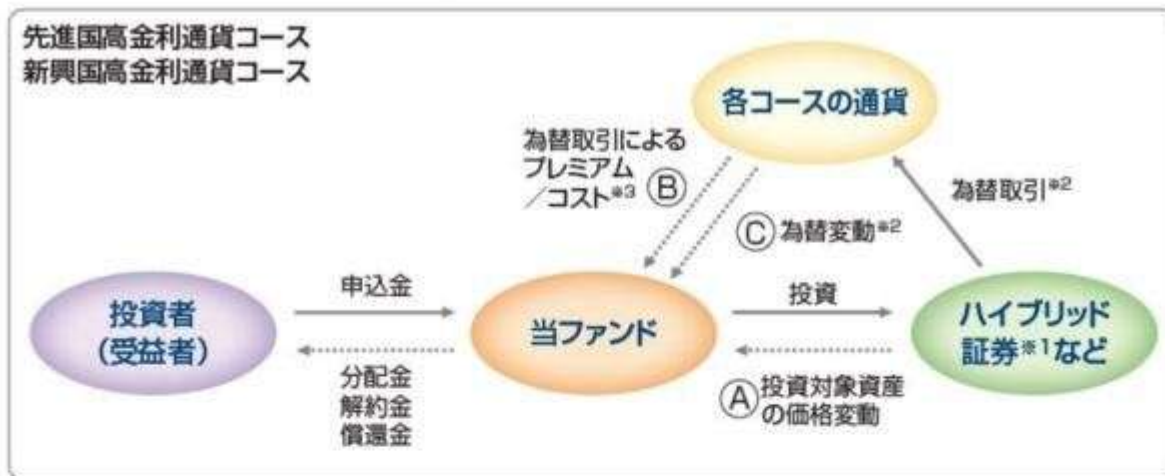 先進国高金利通貨コース
新興国高金利通貨コース
各コースの通貨
為替取引による
プレミアム
／コスト※3 Ⓑ
為替取引※2
Ⓒ 為替変動※2
申込金
投資
投資者
(受益者)
当ファンド
ハイブリッド
証券※1など
分配金
解約金
償還金
Ⓐ 投資対象資産
の価格変動